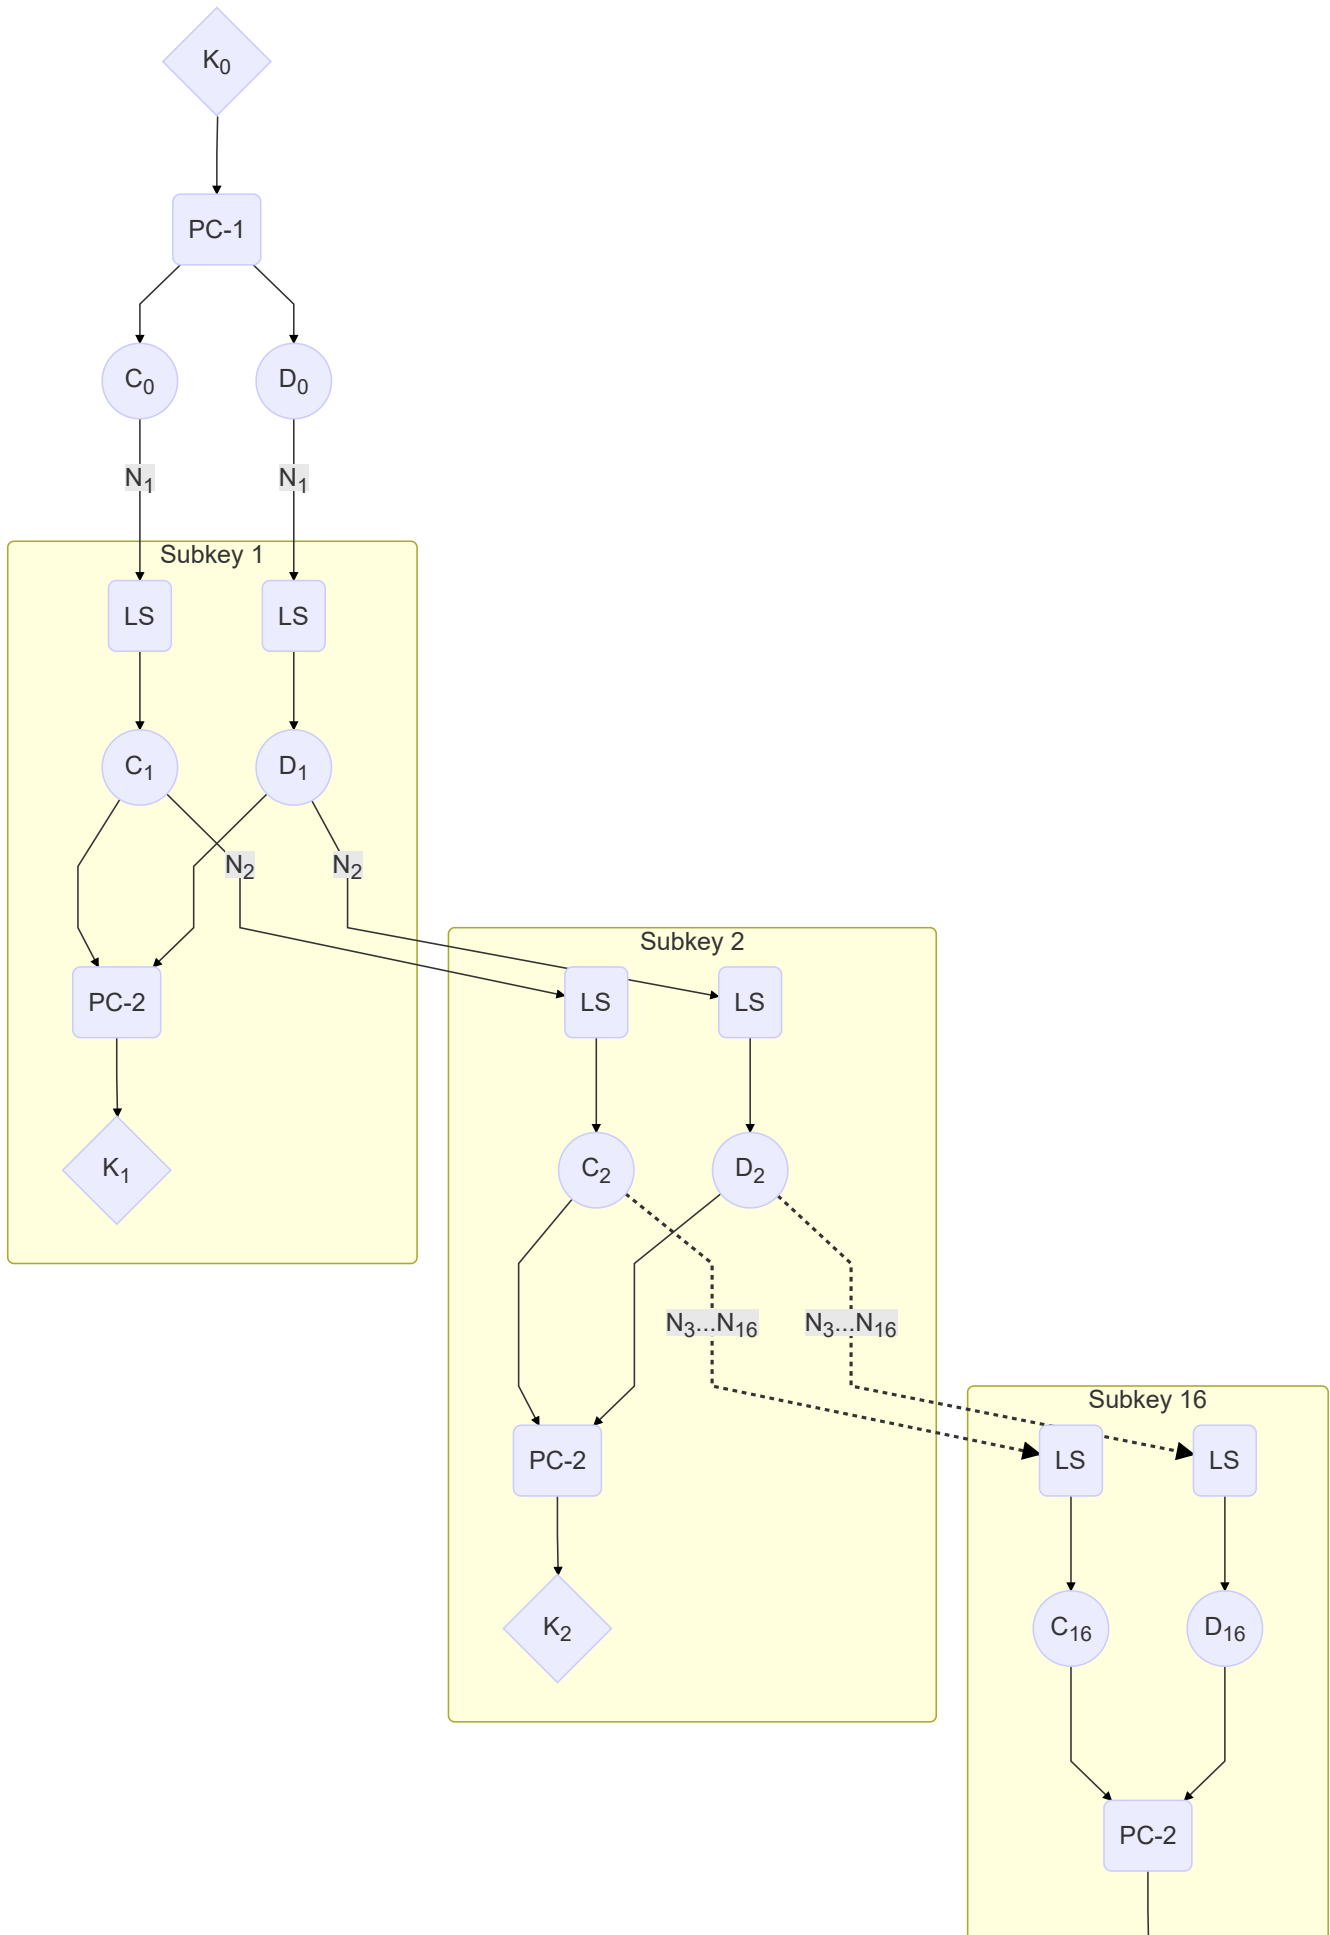 K₀
PC-1
C₀ D₀
N₁ N₁
Subkey 1
LS LS
C₁ D₁
N₂ N₂
PC-2
K₁
Subkey 2
LS LS
C₂ D₂
N₃...N₁₆ N₃...N₁₆
PC-2
K₂
Subkey 16
LS LS
C₁₆ D₁₆
PC-2